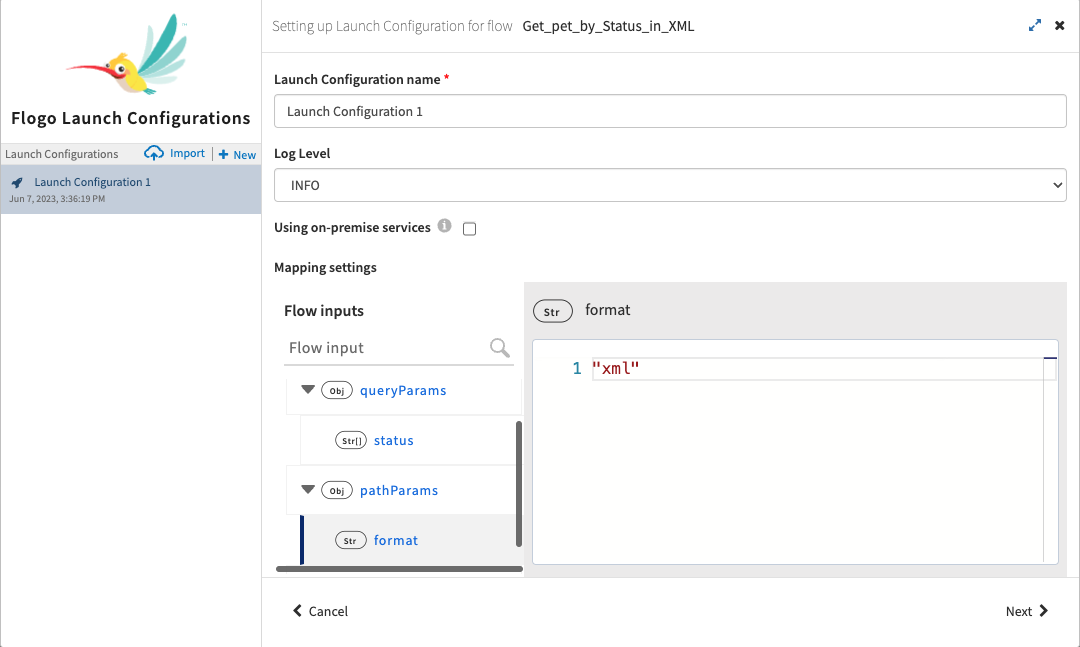 Flogo Launch Configurations
Launch Configurations
Import
New
Launch Configuration 1
Jun 7, 2023, 3:36:19 PM
Setting up Launch Configuration for flow Get_pet_by_Status_in_XML
Launch Configuration name *
Launch Configuration 1
Log Level
INFO
Using on-premise services
Mapping settings
Flow inputs
Flow input
Obj queryParams
Str[] status
Obj pathParams
Str format
Str format
1 "xml"
Cancel
Next